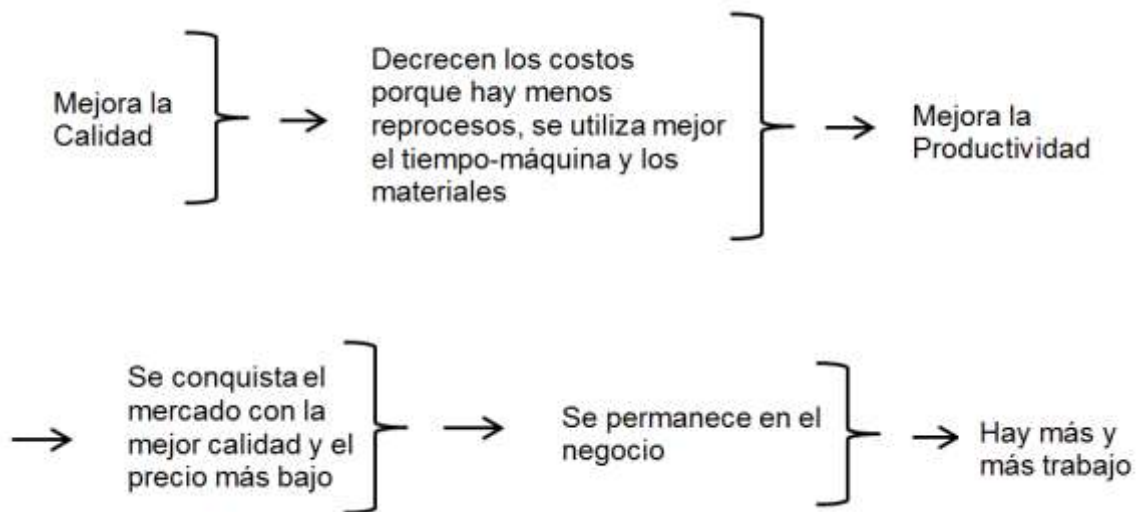 Mejora la
Calidad
Decrecen los costos
porque hay menos
reprocesos, se utiliza mejor
el tiempo-máquina y los
materiales
Mejora la
Productividad
Se conquista el
mercado con la
mejor calidad y el
precio más bajo
Se permanece en el
negocio
Hay más y
más trabajo